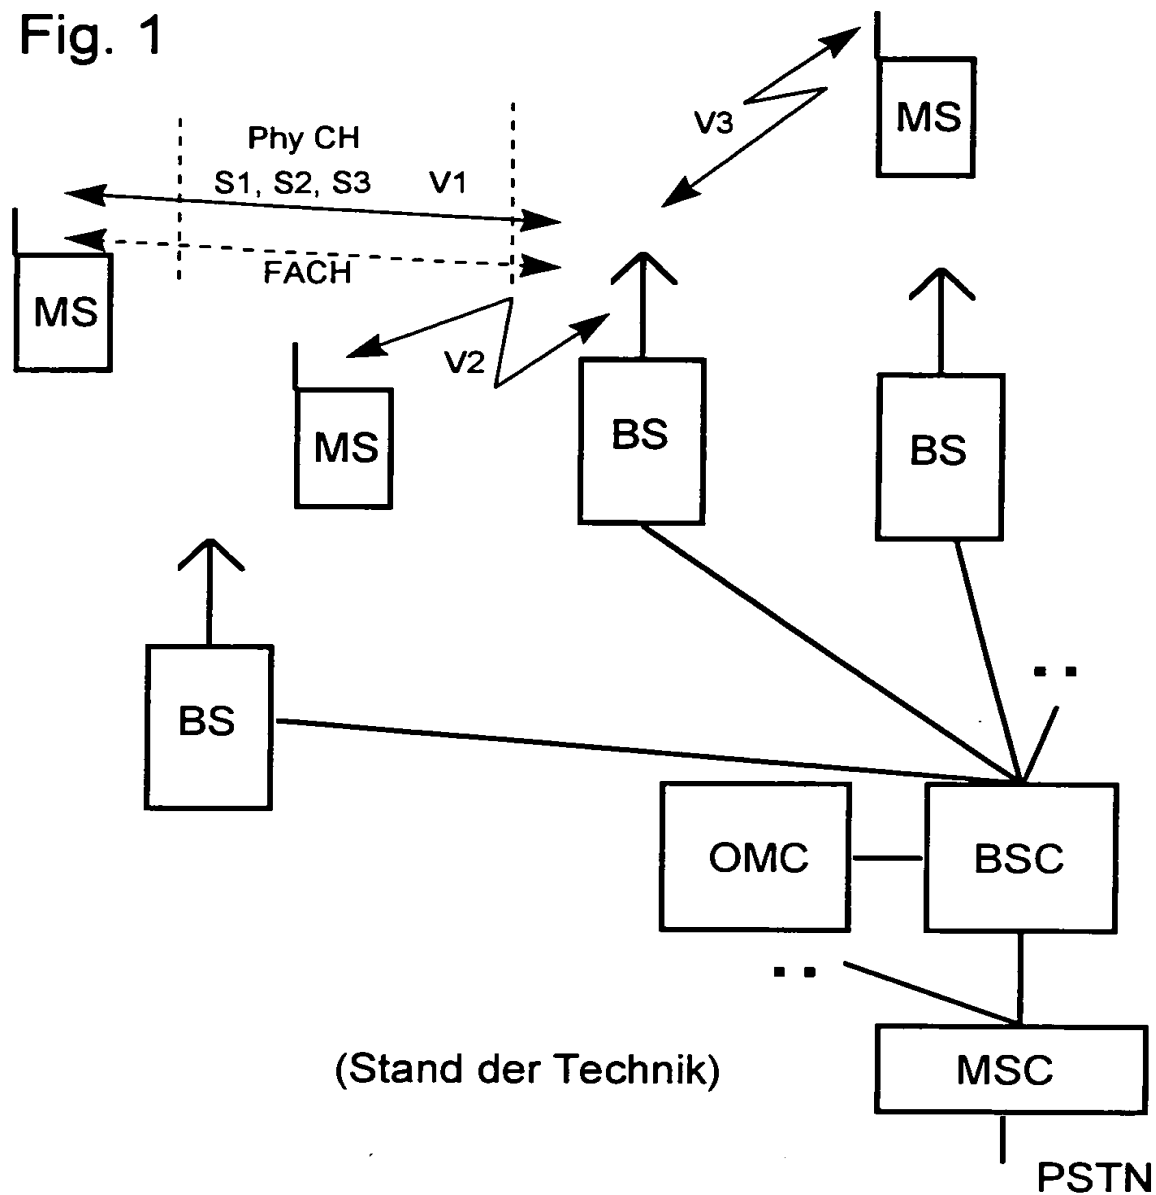 Fig. 1
MS
V3
Phy CH
S1, S2, S3 V1
FACH
MS
V2
MS
BS
BS
BS
..
OMC
BSC
..
(Stand der Technik)
MSC
PSTN